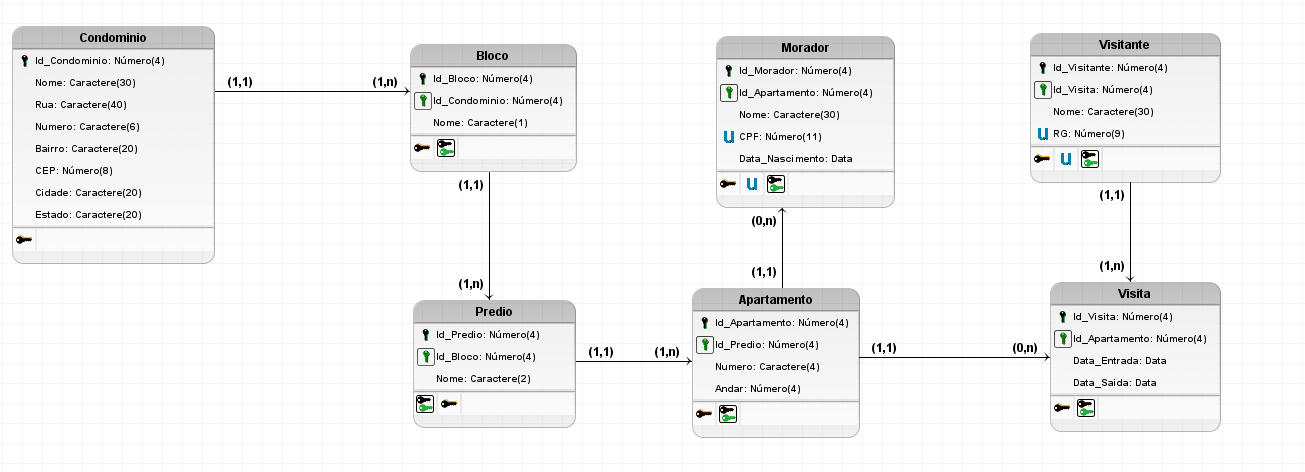 Condominio
Id_Condominio: Número(4)
Nome: Caractere(30)
Rua: Caractere(40)
Numero: Caractere(6)
Bairro: Caractere(20)
CEP: Número(8)
Cidade: Caractere(20)
Estado: Caractere(20)
(1,1)
(1,n)
Bloco
Id_Bloco: Número(4)
Id_Condominio: Número(4)
Nome: Caractere(1)
(1,1)
(1,n)
Predio
Id_Predio: Número(4)
Id_Bloco: Número(4)
Nome: Caractere(2)
(1,1)
(1,n)
Morador
Id_Morador: Número(4)
Id_Apartamento: Número(4)
Nome: Caractere(30)
u CPF: Número(11)
Data_Nascimento: Data
u
(0,n)
(1,1)
Apartamento
Id_Apartamento: Número(4)
Id_Predio: Número(4)
Numero: Caractere(4)
Andar: Número(4)
(1,1)
(0,n)
Visitante
Id_Visitante: Número(4)
Id_Visita: Número(4)
Nome: Caractere(30)
u RG: Número(9)
u
(1,1)
(1,n)
Visita
Id_Visita: Número(4)
Id_Apartamento: Número(4)
Data_Entrada: Data
Data_Saida: Data